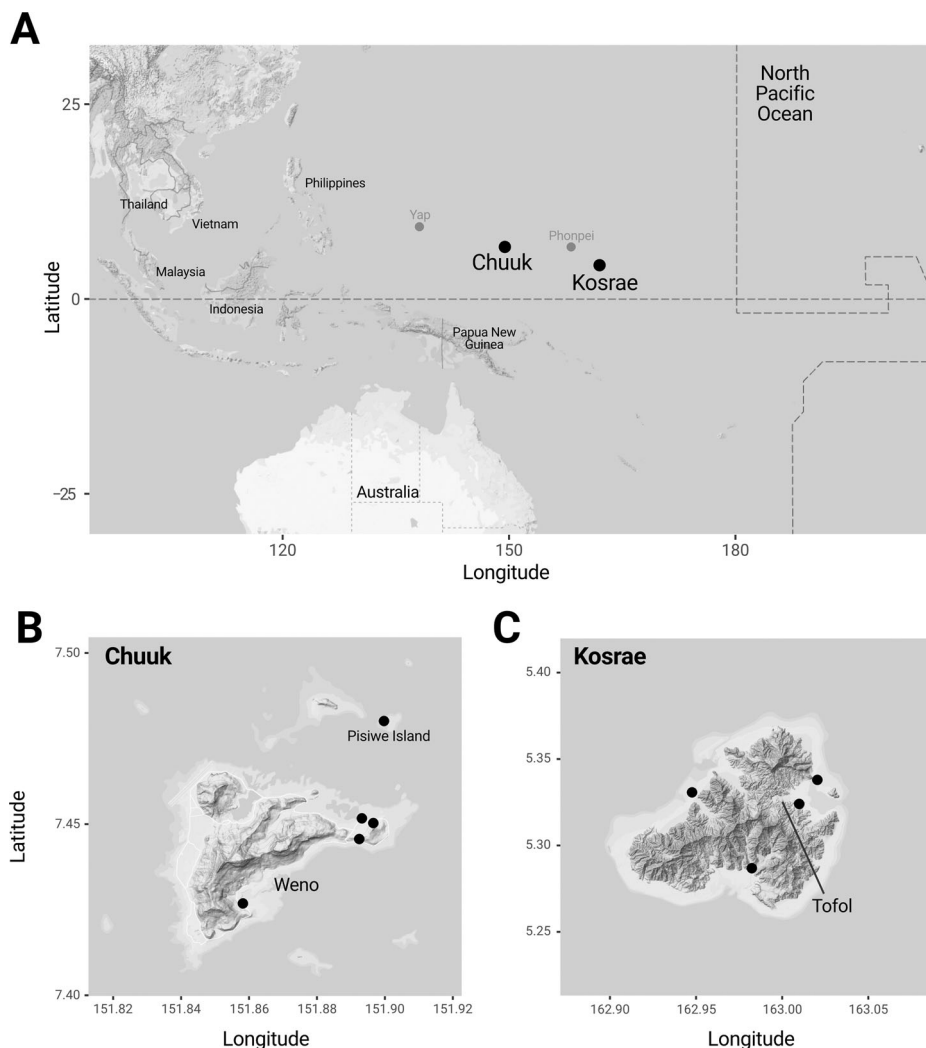 A
North
Pacific
Ocean
25
Philippines
Thailand
Vietnam
Yap
Phonpei
Chuuk
Kosrae
Malaysia
Indonesia
0
Papua New
Guinea
Latitude
−25
Australia
120
150
180
Longitude
B
Chuuk
7.50
Pisiwe Island
7.45
Latitude
Weno
7.40
151.82
151.84
151.86
151.88
151.90
151.92
Longitude
C
Kosrae
5.40
5.35
5.30
5.25
Tofol
162.90
162.95
163.00
163.05
Longitude